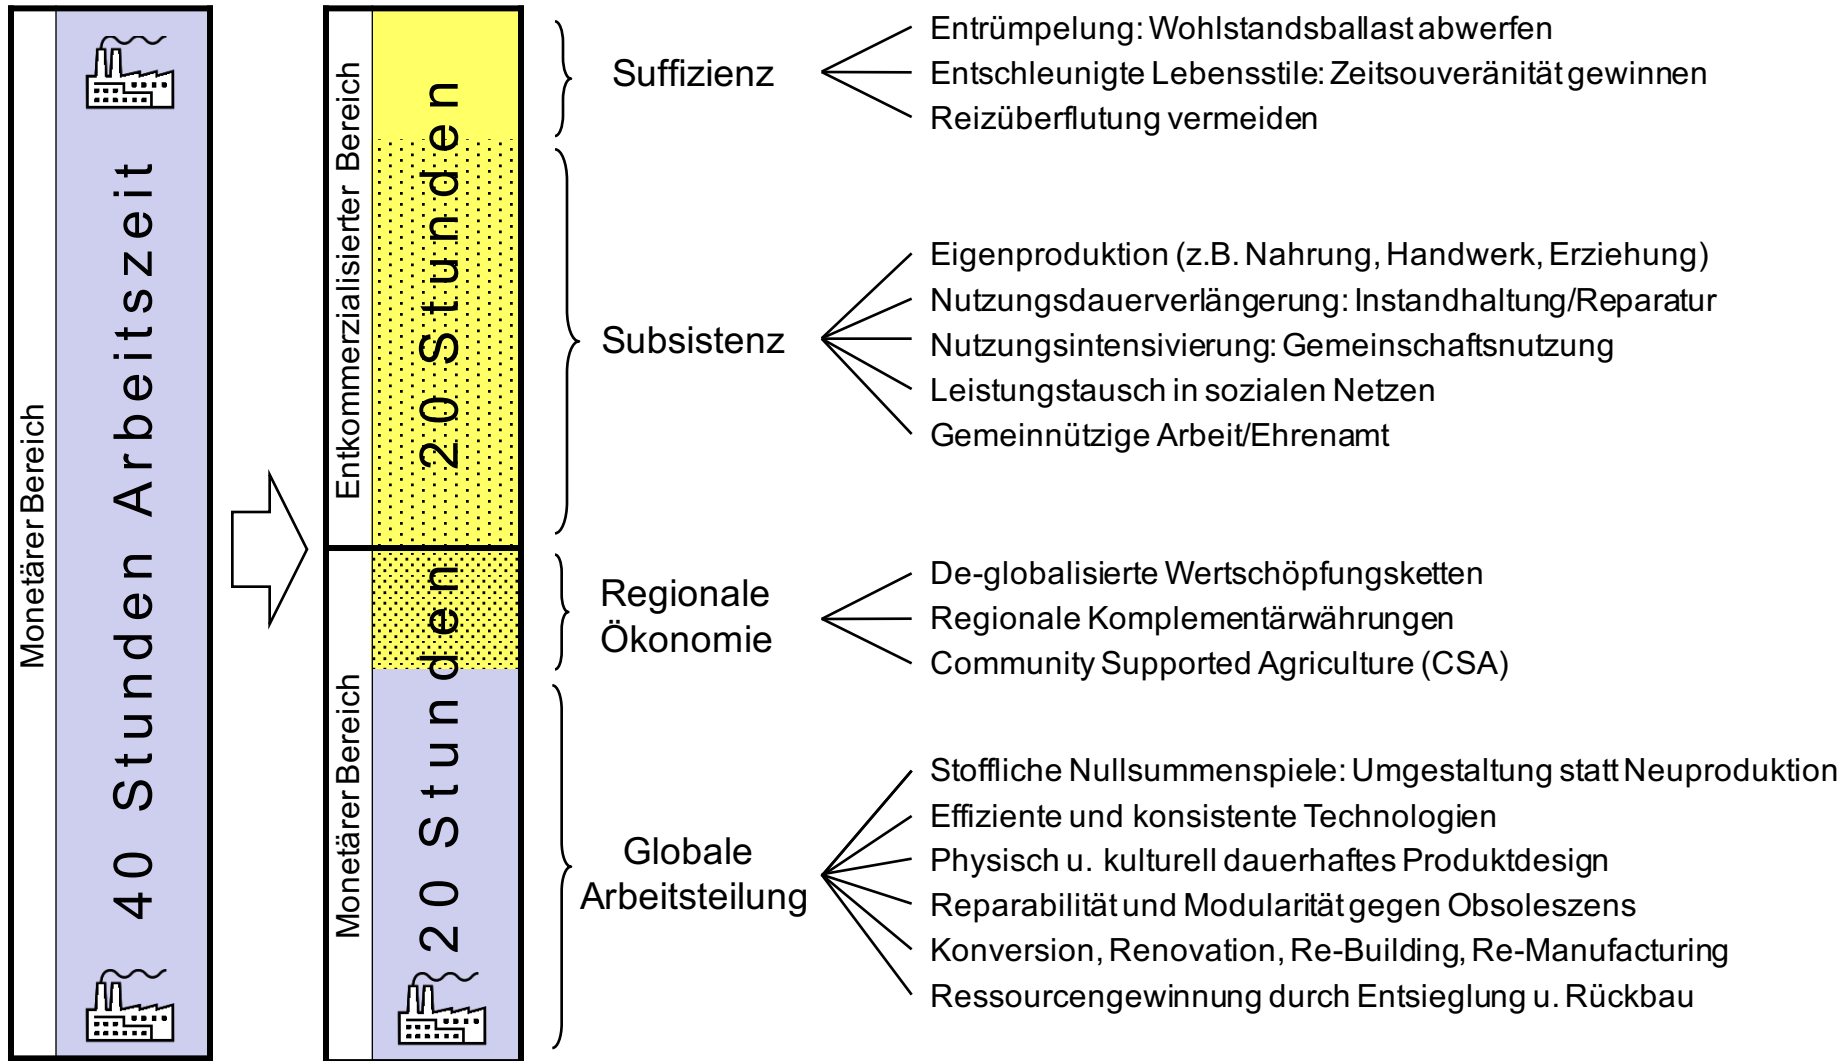 Monetärer Bereich
40 Stunden Arbeitszeit
Entkommerzialisierter Bereich
20 Stunden
Monetärer Bereich
20 Stunden
Suffizienz
Entrümpelung: Wohlstandsballast abwerfen
Entschleunigte Lebensstile: Zeitsouveränität gewinnen
Reizüberflutung vermeiden
Subsistenz
Eigenproduktion (z.B. Nahrung, Handwerk, Erziehung)
Nutzungsdauerverlängerung: Instandhaltung/Reparatur
Nutzungsintensivierung: Gemeinschaftsnutzung
Leistungstausch in sozialen Netzen
Gemeinnützige Arbeit/Ehrenamt
Regionale
Ökonomie
De-globalisierte Wertschöpfungsketten
Regionale Komplementärwährungen
Community Supported Agriculture (CSA)
Globale
Arbeitsteilung
Stoffliche Nullsummenspiele: Umgestaltung statt Neuproduktion
Effiziente und konsistente Technologien
Physisch u. kulturell dauerhaftes Produktdesign
Reparabilität und Modularität gegen Obsoleszens
Konversion, Renovation, Re-Building, Re-Manufacturing
Ressourcengewinnung durch Entsieglung u. Rückbau